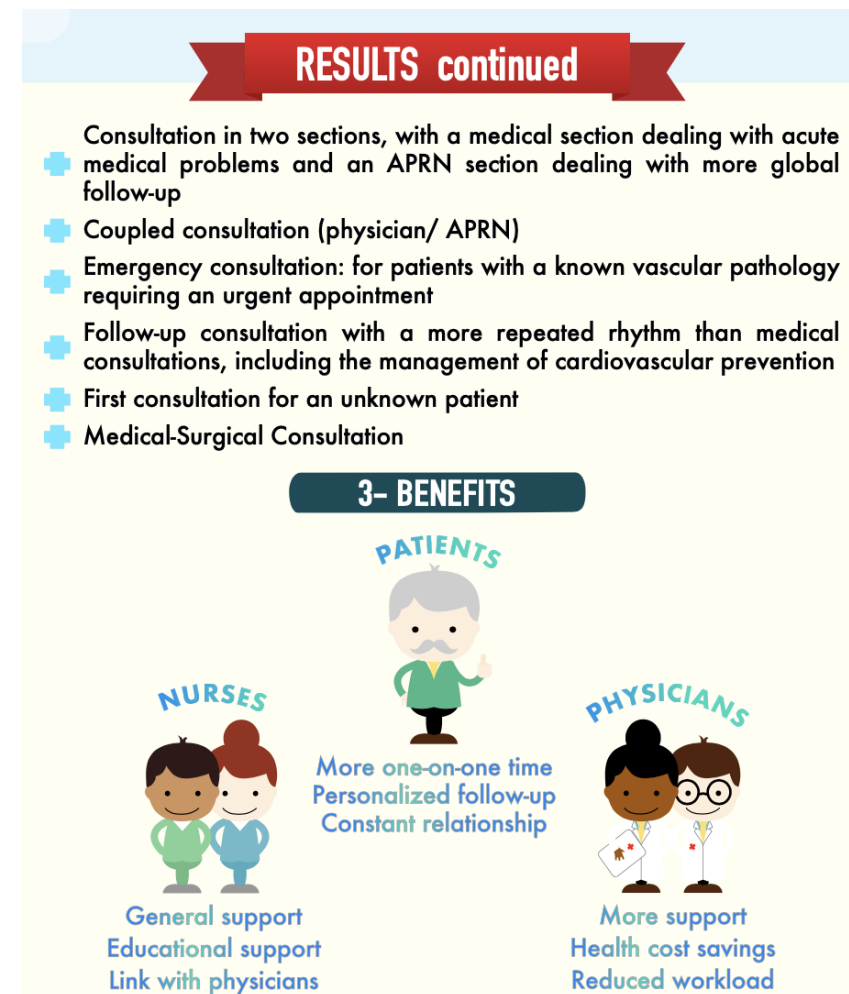 RESULTS continued
Consultation in two sections, with a medical section dealing with acute
medical problems and an APRN section dealing with more global
follow-up
Coupled consultation (physician/ APRN)
Emergency consultation: for patients with a known vascular pathology
requiring an urgent appointment
Follow-up consultation with a more repeated rhythm than medical
consultations, including the management of cardiovascular prevention
First consultation for an unknown patient
Medical-Surgical Consultation
3- BENEFITS
PATIENTS
More one-on-one time
Personalized follow-up
Constant relationship
NURSES
General support
Educational support
Link with physicians
PHYSICIANS
More support
Health cost savings
Reduced workload